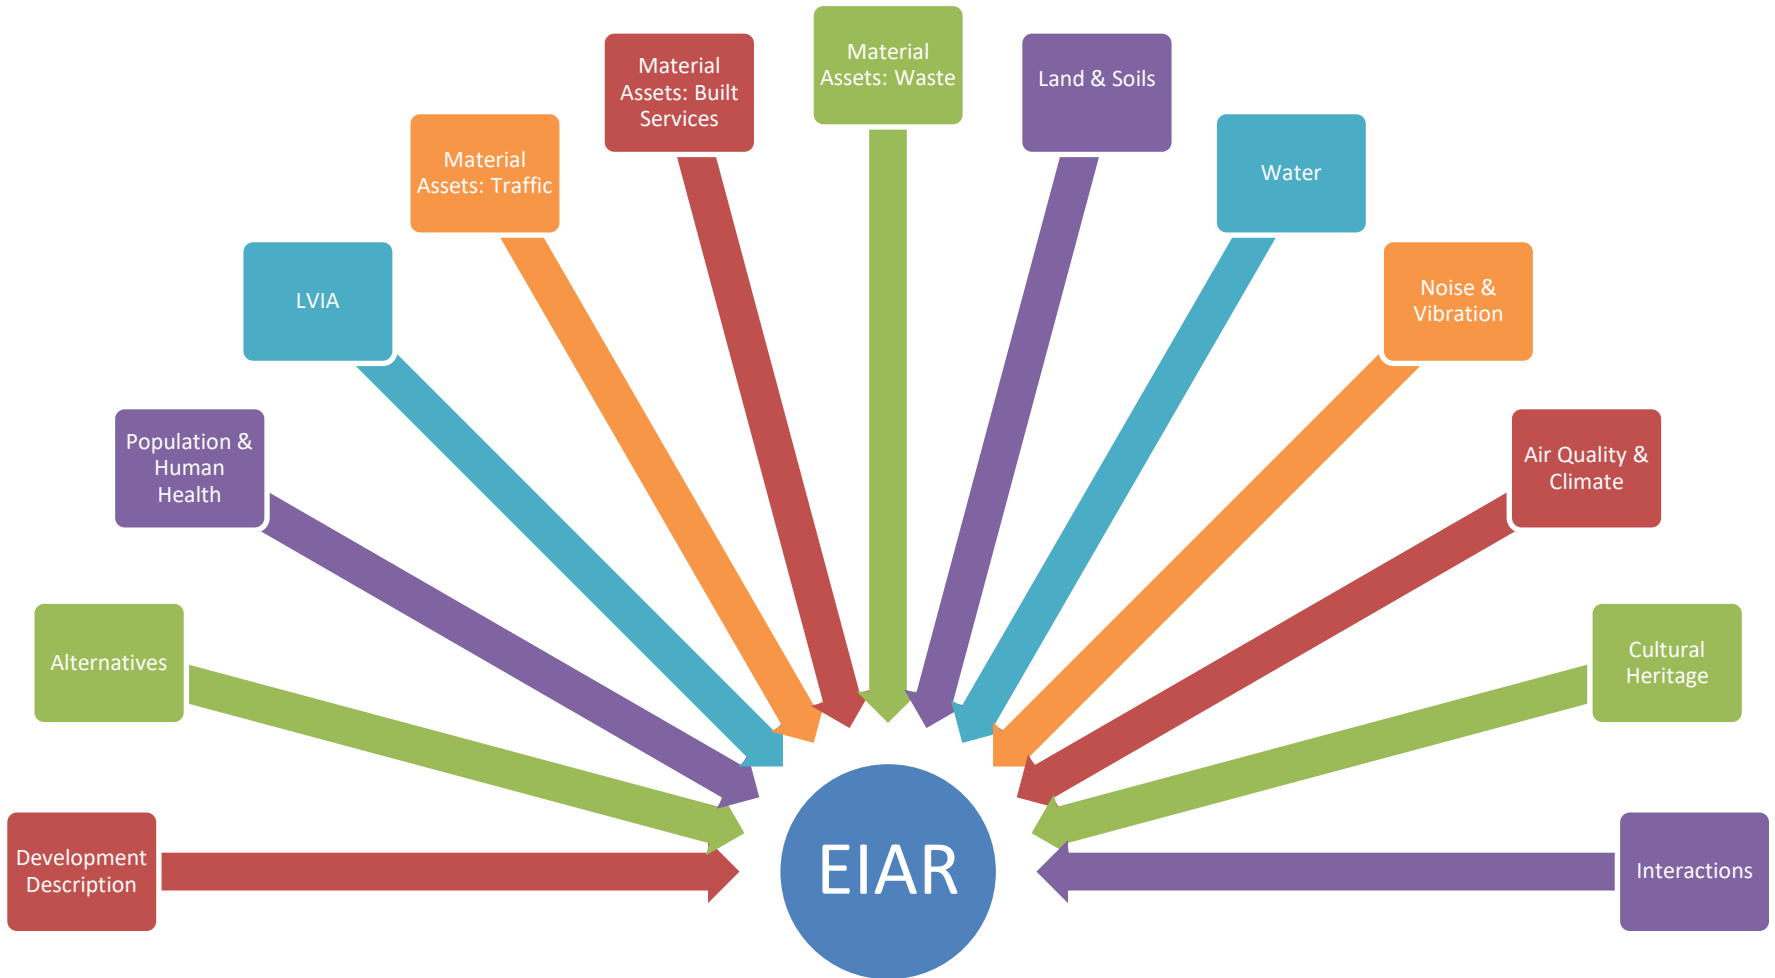 Development
Description
Alternatives
Population &
Human
Health
LVIA
Material
Assets: Traffic
Material
Assets: Built
Services
Material
Assets: Waste
Land & Soils
Water
Noise &
Vibration
Air Quality &
Climate
Cultural
Heritage
Interactions
EIAR